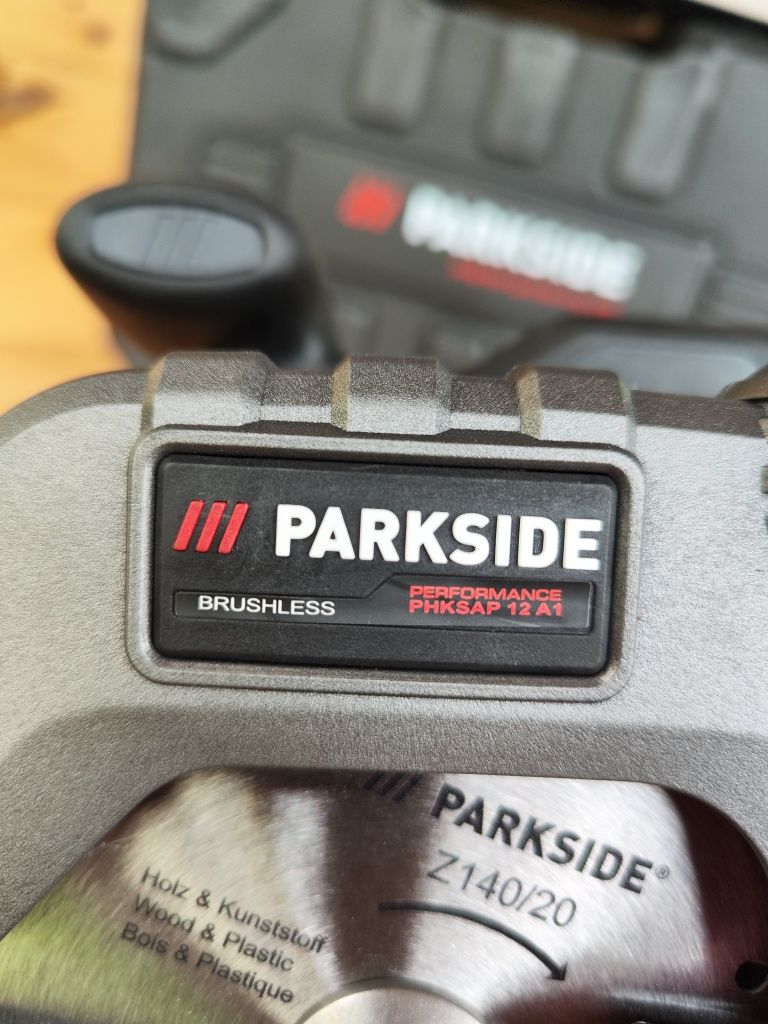 PARKSIDE
PARKSIDE
BRUSHLESS
PERFORMANCE
PHKSAP 12 A1
PARKSIDE®
Z140/20
Holz & Kunststoff
Wood & Plastic
Bois & Plastique